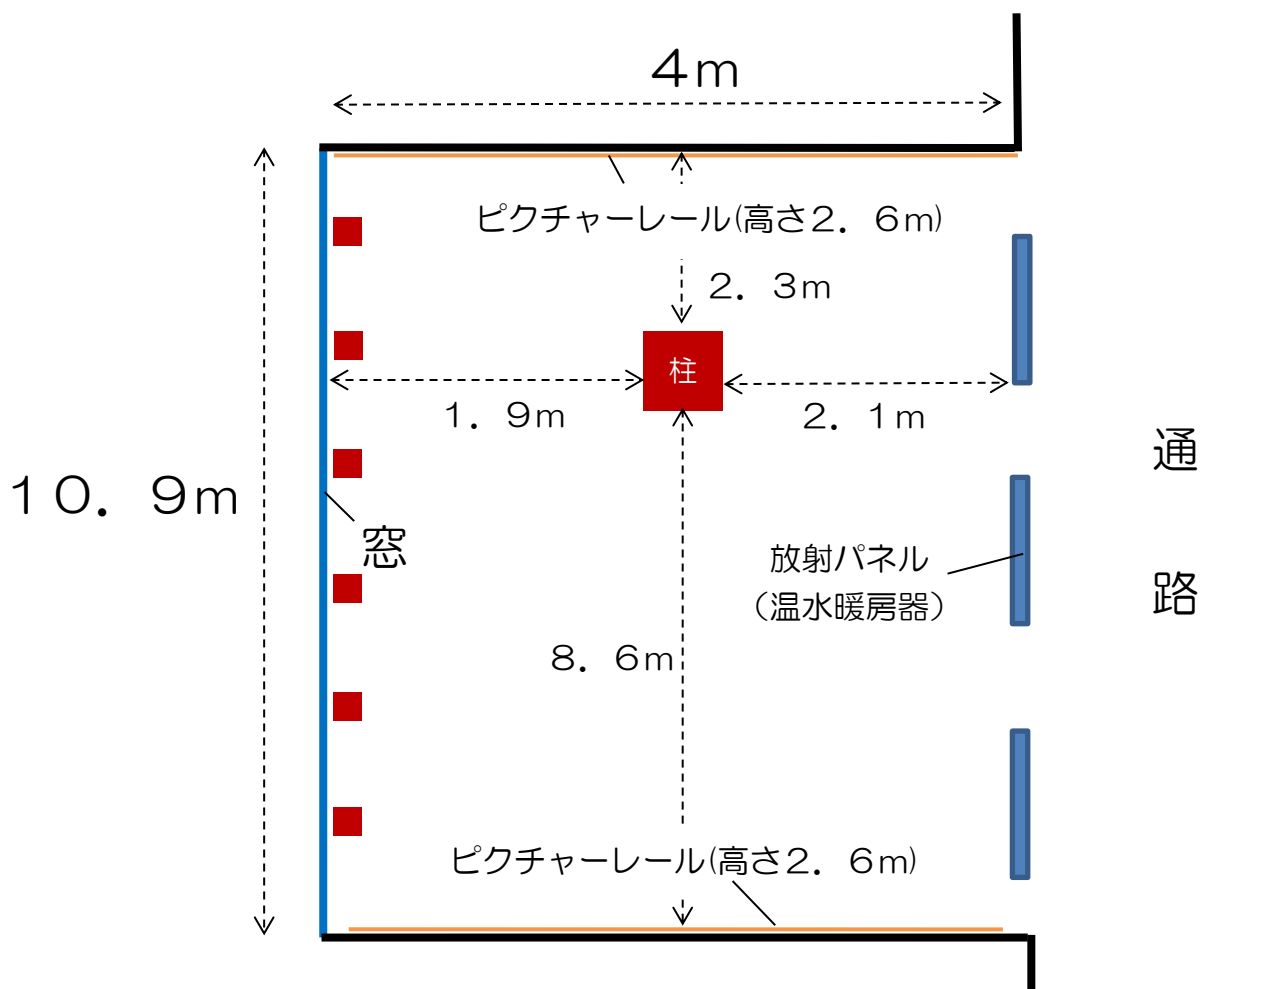 4m
ピクチャーレール(高さ2．6m)
2．3m
柱
1．9m
2．1m
通
路
10．9m
窓
放射パネル
（温水暖房器）
8．6m
ピクチャーレール(高さ2．6m)